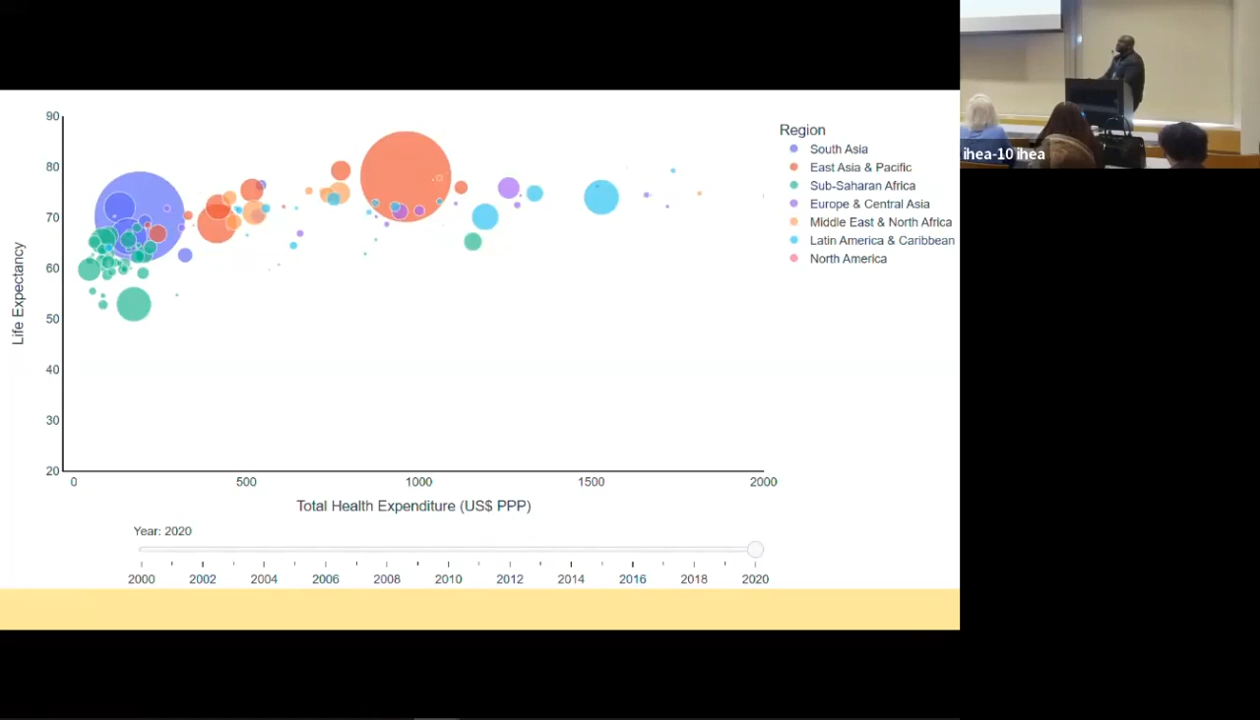 ihea-10 ihea
Region
South Asia
East Asia & Pacific
Sub-Saharan Africa
Europe & Central Asia
Middle East & North Africa
Latin America & Caribbean
North America
Life Expectancy
90
80
70
60
50
40
30
20
0 500 1000 1500 2000
Total Health Expenditure (US$ PPP)
Year: 2020
2000 2002 2004 2006 2008 2010 2012 2014 2016 2018 2020